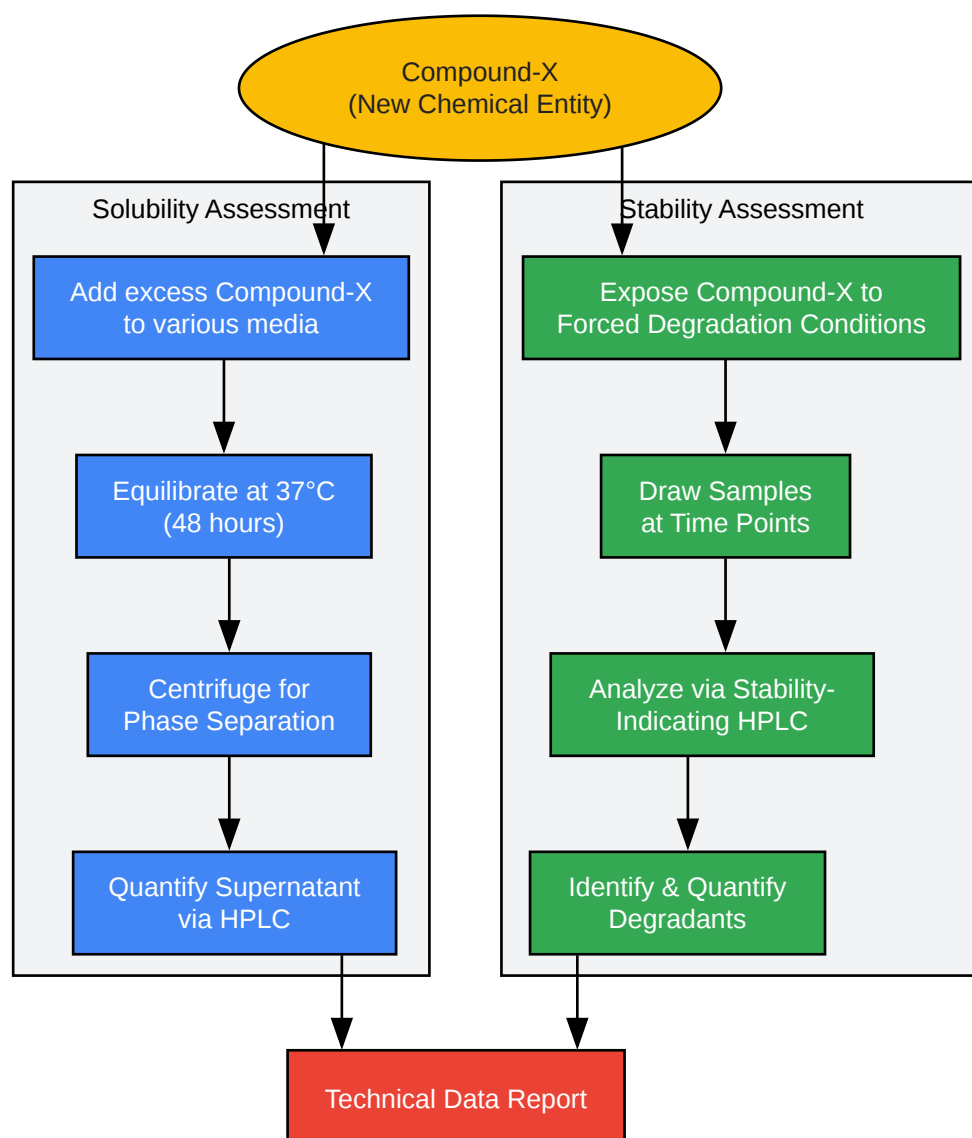 Compound-X
(New Chemical Entity)
Solubility Assessment
Add excess Compound-X
to various media
Equilibrate at 37°C
(48 hours)
Centrifuge for
Phase Separation
Quantify Supernatant
via HPLC
Stability Assessment
Expose Compound-X to
Forced Degradation Conditions
Draw Samples
at Time Points
Analyze via Stability-
Indicating HPLC
Identify & Quantify
Degradants
Technical Data Report